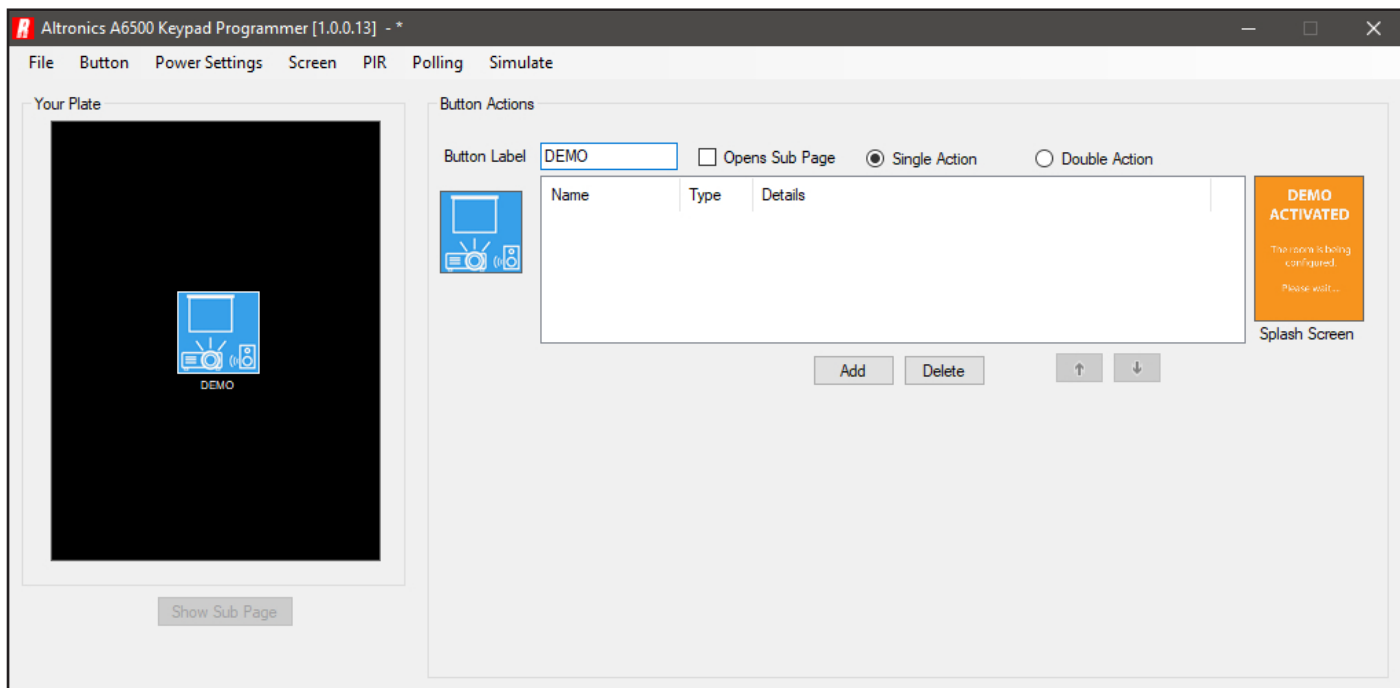 R Altronics A6500 Keypad Programmer [1.0.0.13] - *
File Button Power Settings Screen PIR Polling Simulate
Your Plate
DEMO
Show Sub Page
Button Actions
Button Label DEMO Opens Sub Page Single Action Double Action
Name Type Details
DEMO
ACTIVATED
The room is being
configured.
Please wait...
Splash Screen
Add Delete